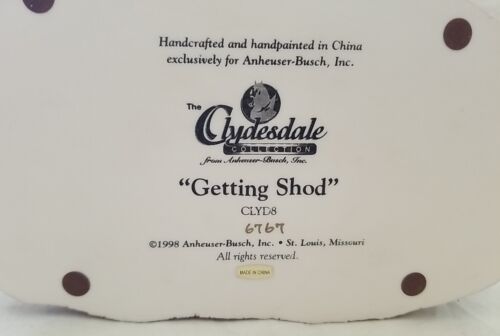 Handcrafted and handpainted in China
exclusively for Anheuser-Busch, Inc.
The
Clydesdale
COLLECTION
from Anheuser-Busch, Inc.
"Getting Shod"
CLYD8
6767
©1998 Anheuser-Busch, Inc. • St. Louis, Missouri
All rights reserved.
MADE IN CHINA